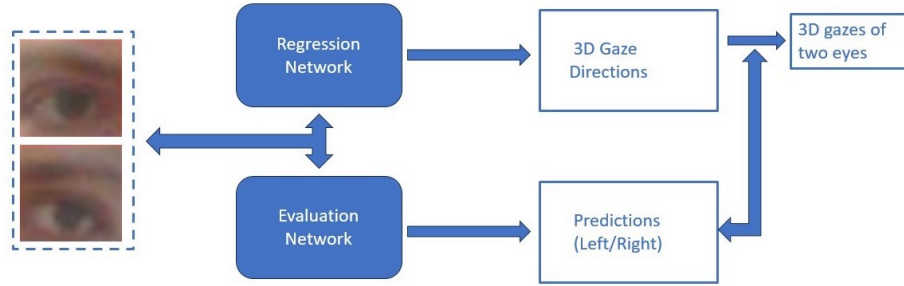 Regression
Network
3D Gaze
Directions
3D gazes of
two eyes
Evaluation
Network
Predictions
(Left/Right)